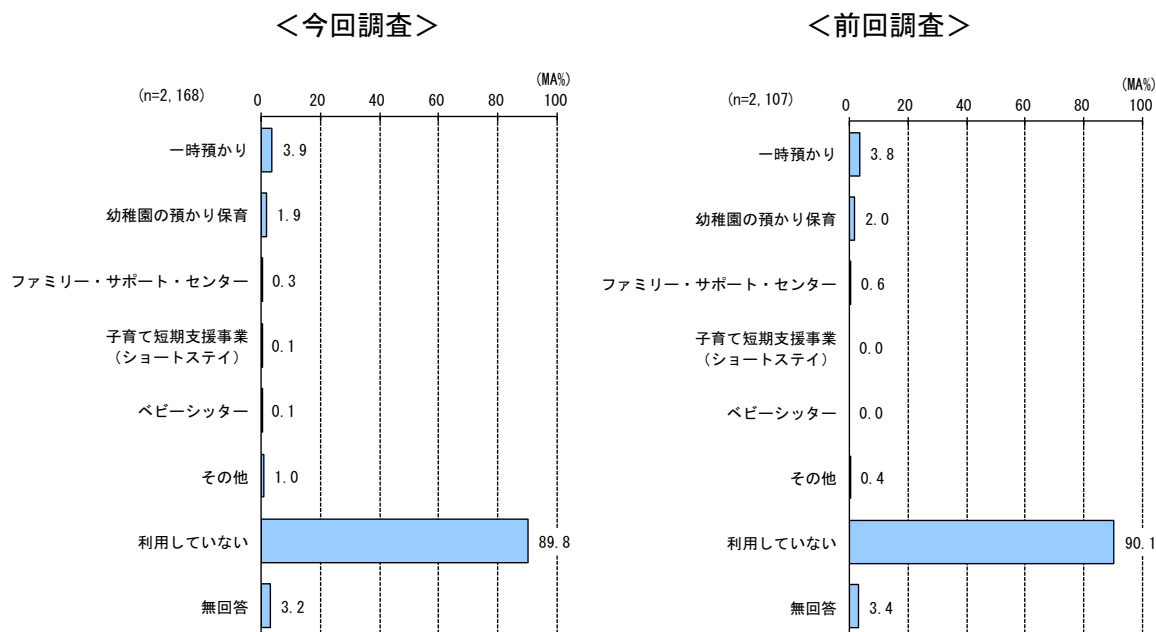 ＜今回調査＞
(MA%)
(n=2,168)
0 20 40 60 80 100
一時預かり 3.9
幼稚園の預かり保育 1.9
ファミリー・サポート・センター 0.3
子育て短期支援事業
（ショートステイ） 0.1
ベビーシッター 0.1
その他 1.0
利用していない 89.8
無回答 3.2
＜前回調査＞
(MA%)
(n=2,107)
0 20 40 60 80 100
一時預かり 3.8
幼稚園の預かり保育 2.0
ファミリー・サポート・センター 0.6
子育て短期支援事業
（ショートステイ） 0.0
ベビーシッター 0.0
その他 0.4
利用していない 90.1
無回答 3.4